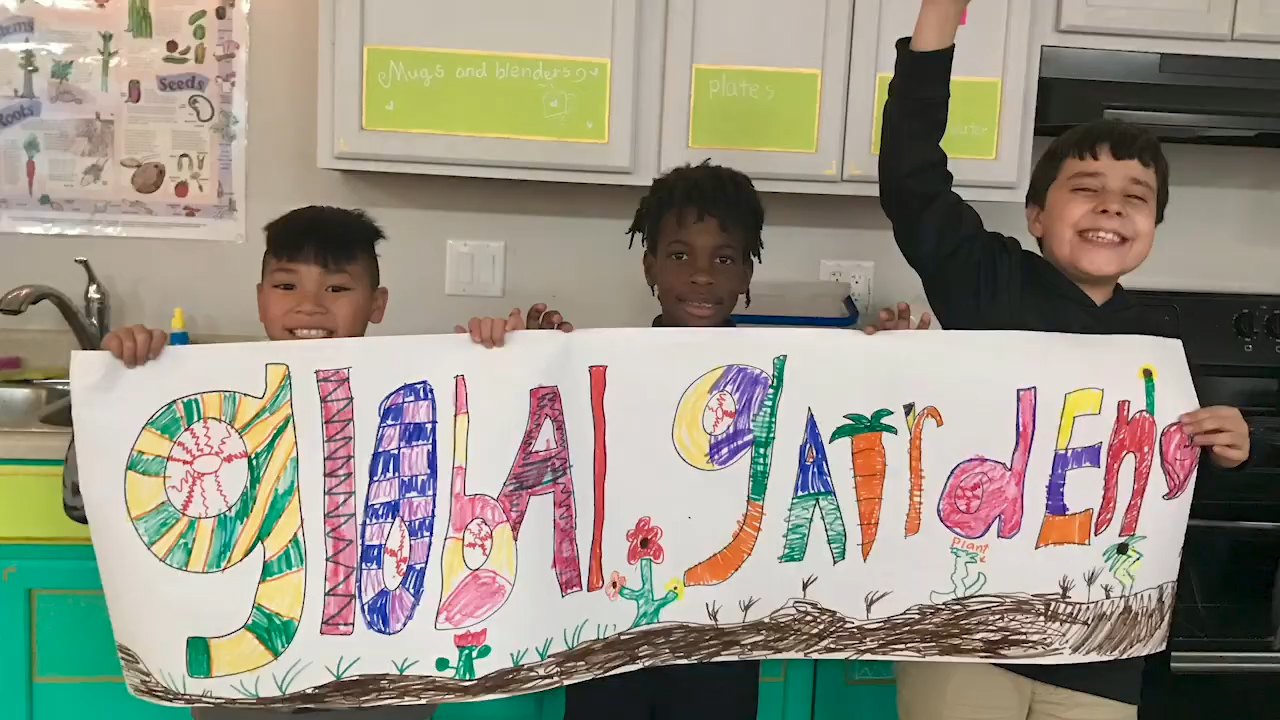 Seeds
Roots
Mugs and blenders
plates
globAl gArdEn
plant